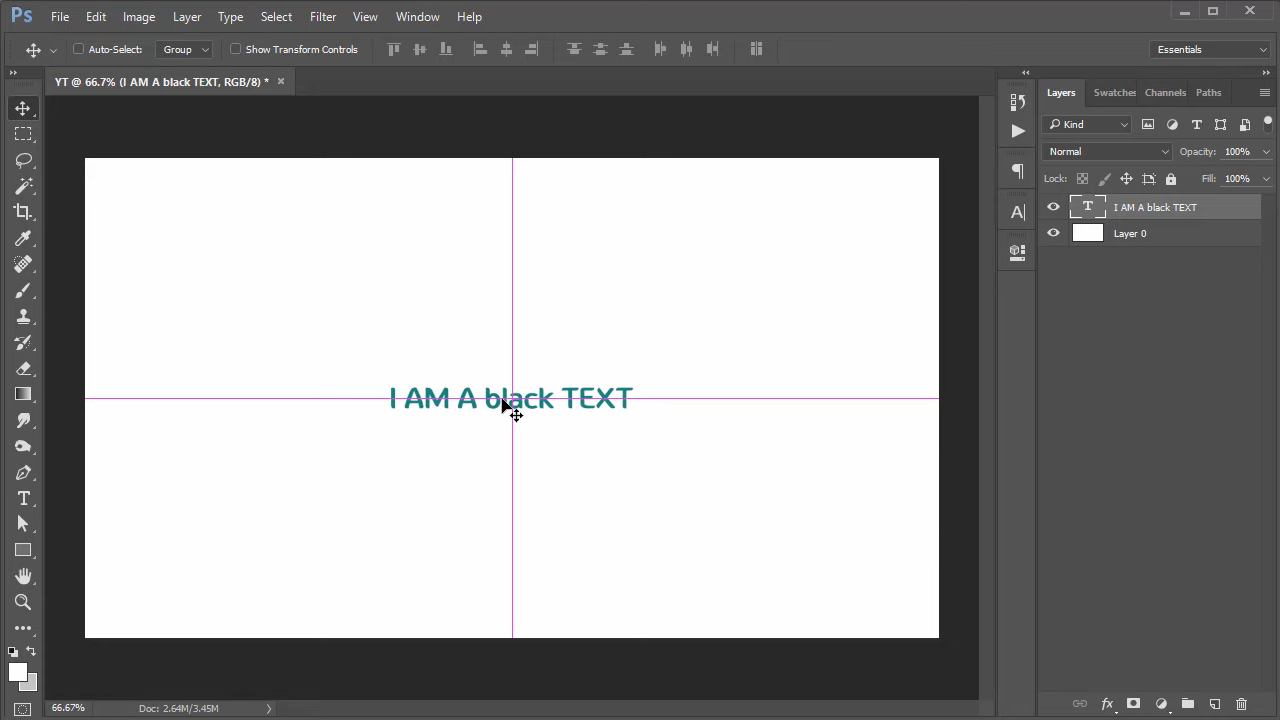 Ps File Edit Image Layer Type Select Filter View Window Help
Auto-Select: Group Show Transform Controls Essentials
YT @ 66.7% (I AM A black TEXT, RGB/8) *
Layers Swatches Channels Paths
Kind
Normal Opacity: 100%
Lock: Fill: 100%
T I AM A black TEXT
Layer 0
I AM A black TEXT
66.67% Doc: 2.64M/3.45M